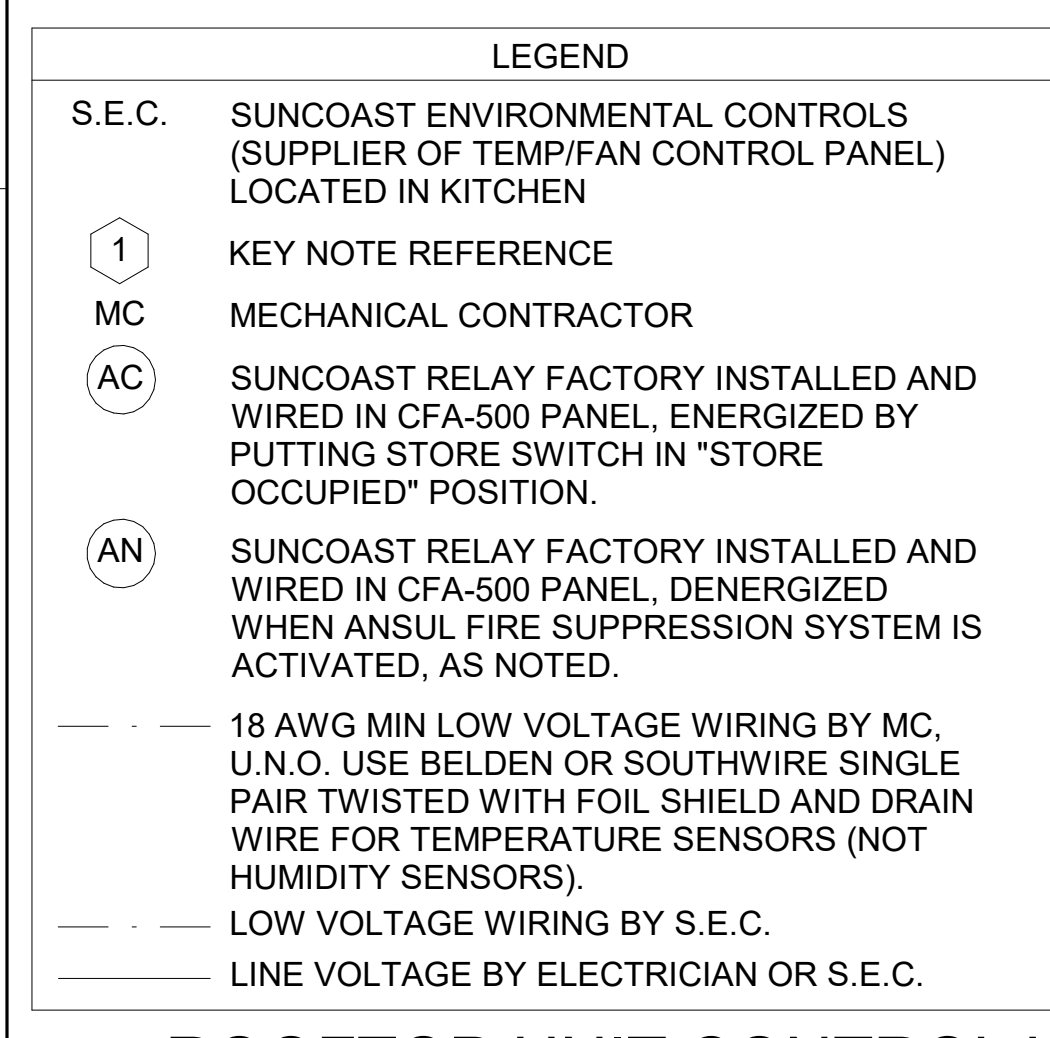 LEGEND
S.E.C. SUNCOAST ENVIRONMENTAL CONTROLS
(SUPPLIER OF TEMP/FAN CONTROL PANEL)
LOCATED IN KITCHEN
1 KEY NOTE REFERENCE
MC MECHANICAL CONTRACTOR
AC SUNCOAST RELAY FACTORY INSTALLED AND
WIRED IN CFA-500 PANEL, ENERGIZED BY
PUTTING STORE SWITCH IN "STORE
OCCUPIED" POSITION.
AN SUNCOAST RELAY FACTORY INSTALLED AND
WIRED IN CFA-500 PANEL, DENERGIZED
WHEN ANSUL FIRE SUPPRESSION SYSTEM IS
ACTIVATED, AS NOTED.
18 AWG MIN LOW VOLTAGE WIRING BY MC,
U.N.O. USE BELDEN OR SOUTHWIRE SINGLE
PAIR TWISTED WITH FOIL SHIELD AND DRAIN
WIRE FOR TEMPERATURE SENSORS (NOT
HUMIDITY SENSORS).
LOW VOLTAGE WIRING BY S.E.C.
LINE VOLTAGE BY ELECTRICIAN OR S.E.C.
ROOFTOP UNIT CONTROL